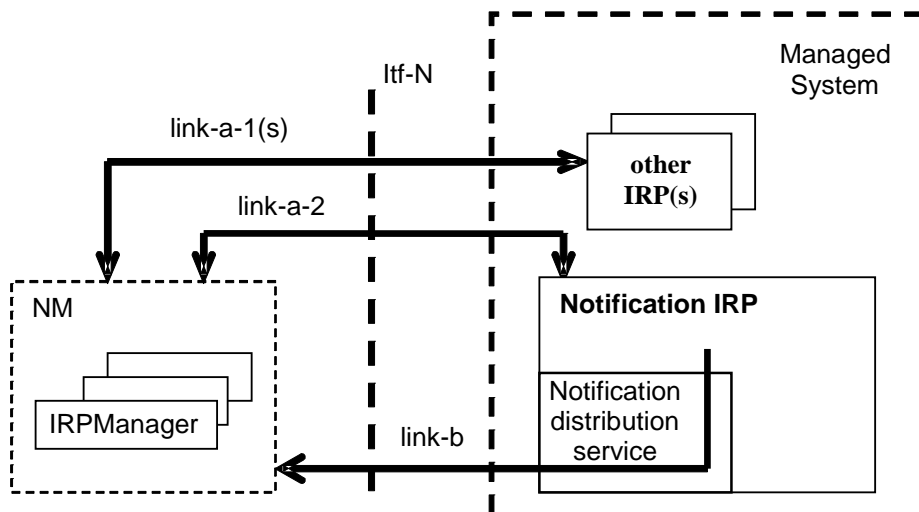 Managed
System
Itf-N
link-a-1(s)
other
IRP(s)
link-a-2
NM
Notification IRP
IRPManager
Notification
distribution
service
link-b